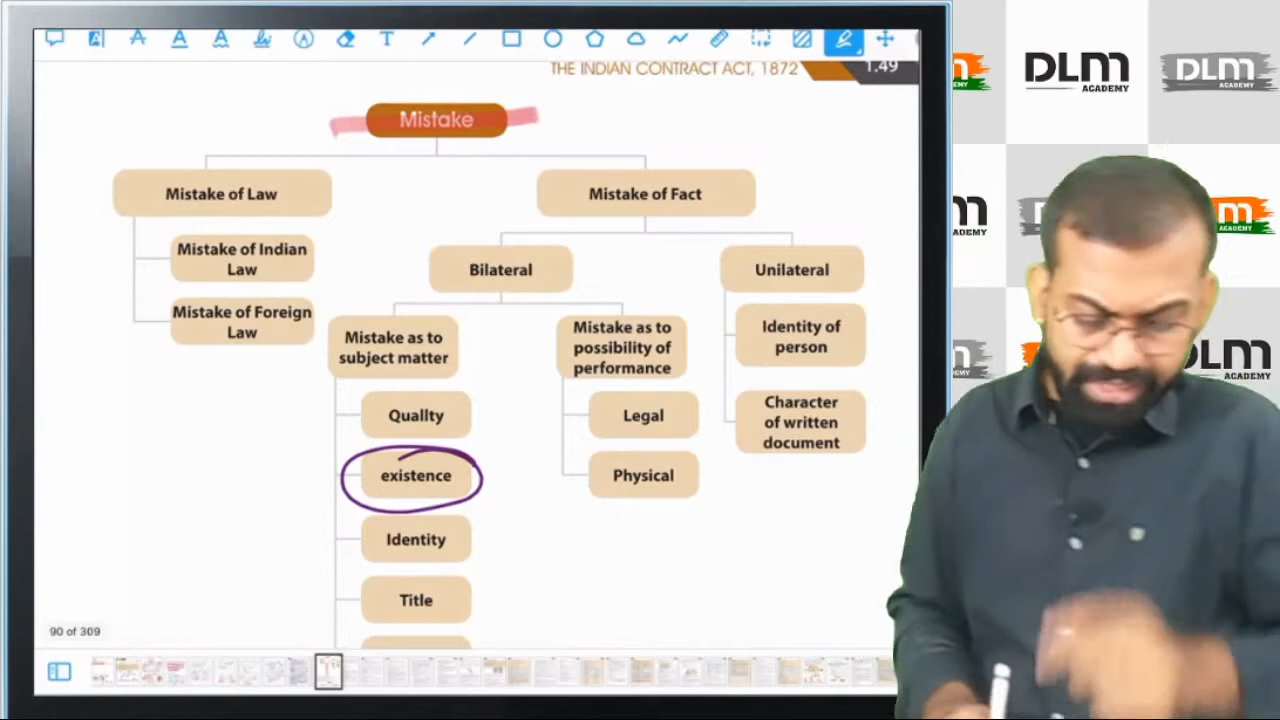 THE INDIAN CONTRACT ACT, 1872
1.49
Mistake
Mistake of Law
Mistake of Fact
Mistake of Indian
Law
Mistake of Foreign
Law
Bilateral
Unilateral
Mistake as to
subject matter
Mistake as to
possibility of
performance
Identity of
person
Character
of written
document
Quallty
existence
Identity
Title
Legal
Physical
90 of 309
DLM
ACADEMY
DLM
ACADEMY
DLM
ACADEMY